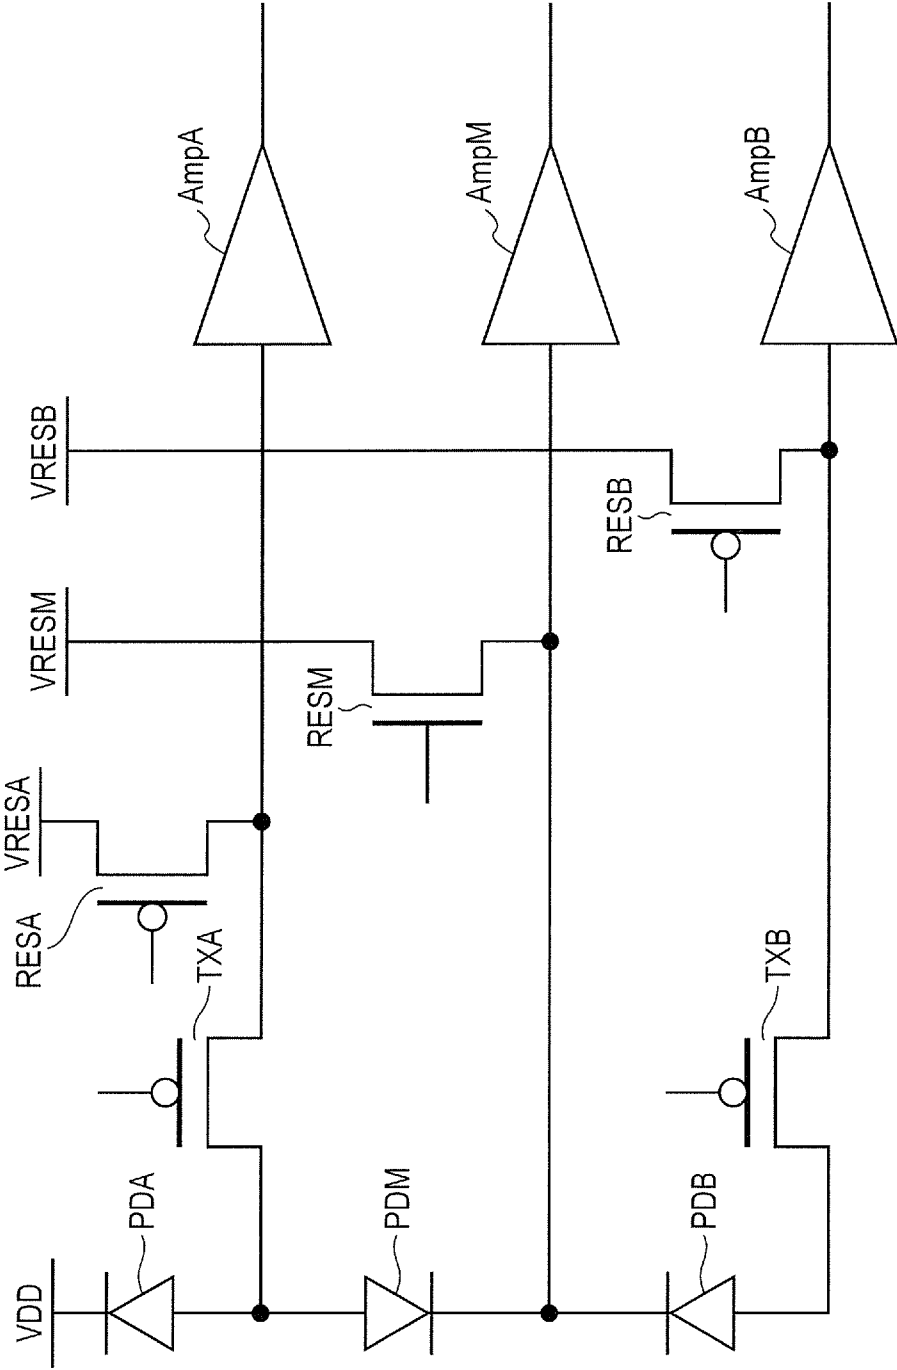 AmpA
AmpM
AmpB
VRESB
RESB
VRESM
RESM
VRESA
RESA
TXA
TXB
PDA
PDM
PDB
VDD